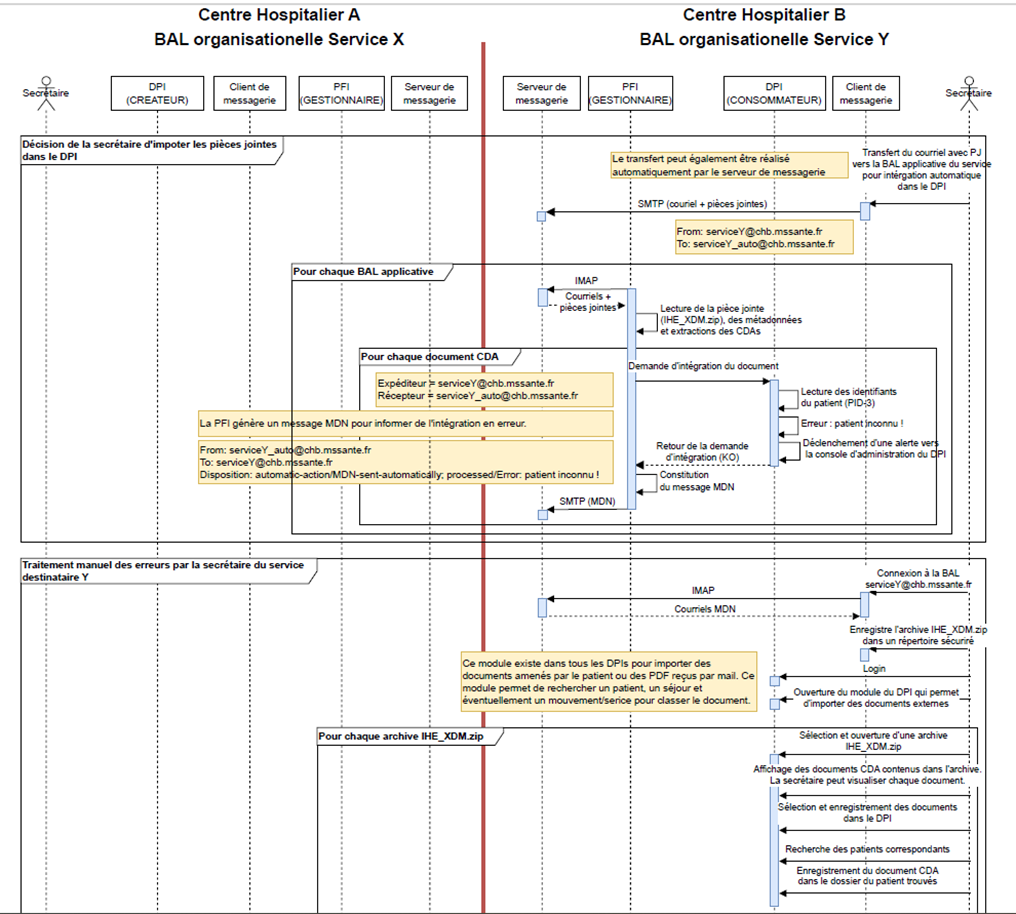 Centre Hospitalier A
BAL organisationelle Service X
Centre Hospitalier B
BAL organisationelle Service Y
Secrétaire
DPI
(CREATEUR)
Client de
messagerie
PFI
(GESTIONNAIRE)
Serveur de
messagerie
Serveur de
messagerie
PFI
(GESTIONNAIRE)
DPI
(CONSOMMATEUR)
Client de
messagerie
Secrétaire
Décision de la secrétaire d'impoter les pièces jointes
dans le DPI
Le transfert peut également être réalisé
automatiquement par le serveur de messagerie
Transfert du courriel avec PJ
vers la BAL applicative du service
pour intérgation automatique
dans le DPI
SMTP (couriel + pièces jointes)
From: serviceY@chb.mssante.fr
To: serviceY_auto@chb.mssante.fr
Pour chaque BAL applicative
IMAP
Courriels +
pièces jointes
Lecture de la pièce jointe
(IHE_XDM.zip), des métadonnées
et extractions des CDAs
Pour chaque document CDA
Demande d'intégration du document
Expéditeur = serviceY@chb.mssante.fr
Récepteur = serviceY_auto@chb.mssante.fr
Lecture des identifiants
du patient (PID-3)
La PFI génère un message MDN pour informer de l'intégration en erreur.
Erreur : patient inconnu !
From: serviceY_auto@chb.mssante.fr
To: serviceY@chb.mssante.fr
Disposition: automatic-action/MDN-sent-automatically; processed/Error: patient inconnu !
Déclenchement d'une alerte vers
la console d'administration du DPI
Retour de la demande
d'intégration (KO)
Constitution
du message MDN
SMTP (MDN)
Traitement manuel des erreurs par la secrétaire du service
destinataire Y
Connexion à la BAL
serviceY@chb.mssante.fr
IMAP
Courriels MDN
Enregistre l'archive IHE_XDM.zip
dans un répertoire sécuriré
Login
Ce module existe dans tous les DPIs pour importer des
documents amenés par le patient ou des PDF reçus par mail. Ce
module permet de rechercher un patient, un séjour et
éventuellement un mouvement/serice pour classer le document.
Ouverture du module du DPI qui permet
d'importer des documents externes
Pour chaque archive IHE_XDM.zip
Sélection et ouverture d'une archive
IHE_XDM.zip
Affichage des documents CDA contenus dans l'archive.
La secrétaire peut visualiser chaque document.
Sélection et enregistrement des documents
dans le DPI
Recherche des patients correspondants
Enregistrement du document CDA
dans le dossier du patient trouvés